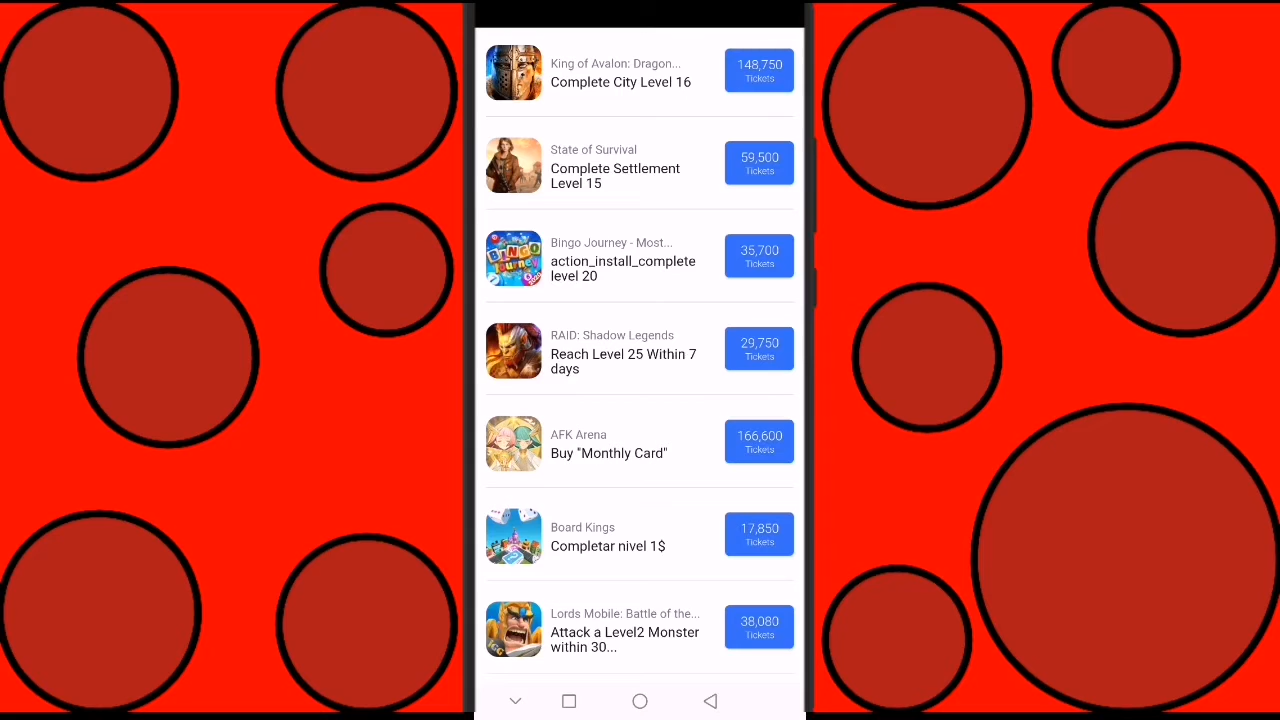 King of Avalon: Dragon...
Complete City Level 16
148,750
Tickets
State of Survival
Complete Settlement
Level 15
59,500
Tickets
BINGO
Journey
Bingo Journey - Most...
action_install_complete
level 20
35,700
Tickets
RAID: Shadow Legends
Reach Level 25 Within 7
days
29,750
Tickets
AFK Arena
Buy "Monthly Card"
166,600
Tickets
Board Kings
Completar nivel 1$
17,850
Tickets
IGG
Lords Mobile: Battle of the...
Attack a Level2 Monster
within 30...
38,080
Tickets